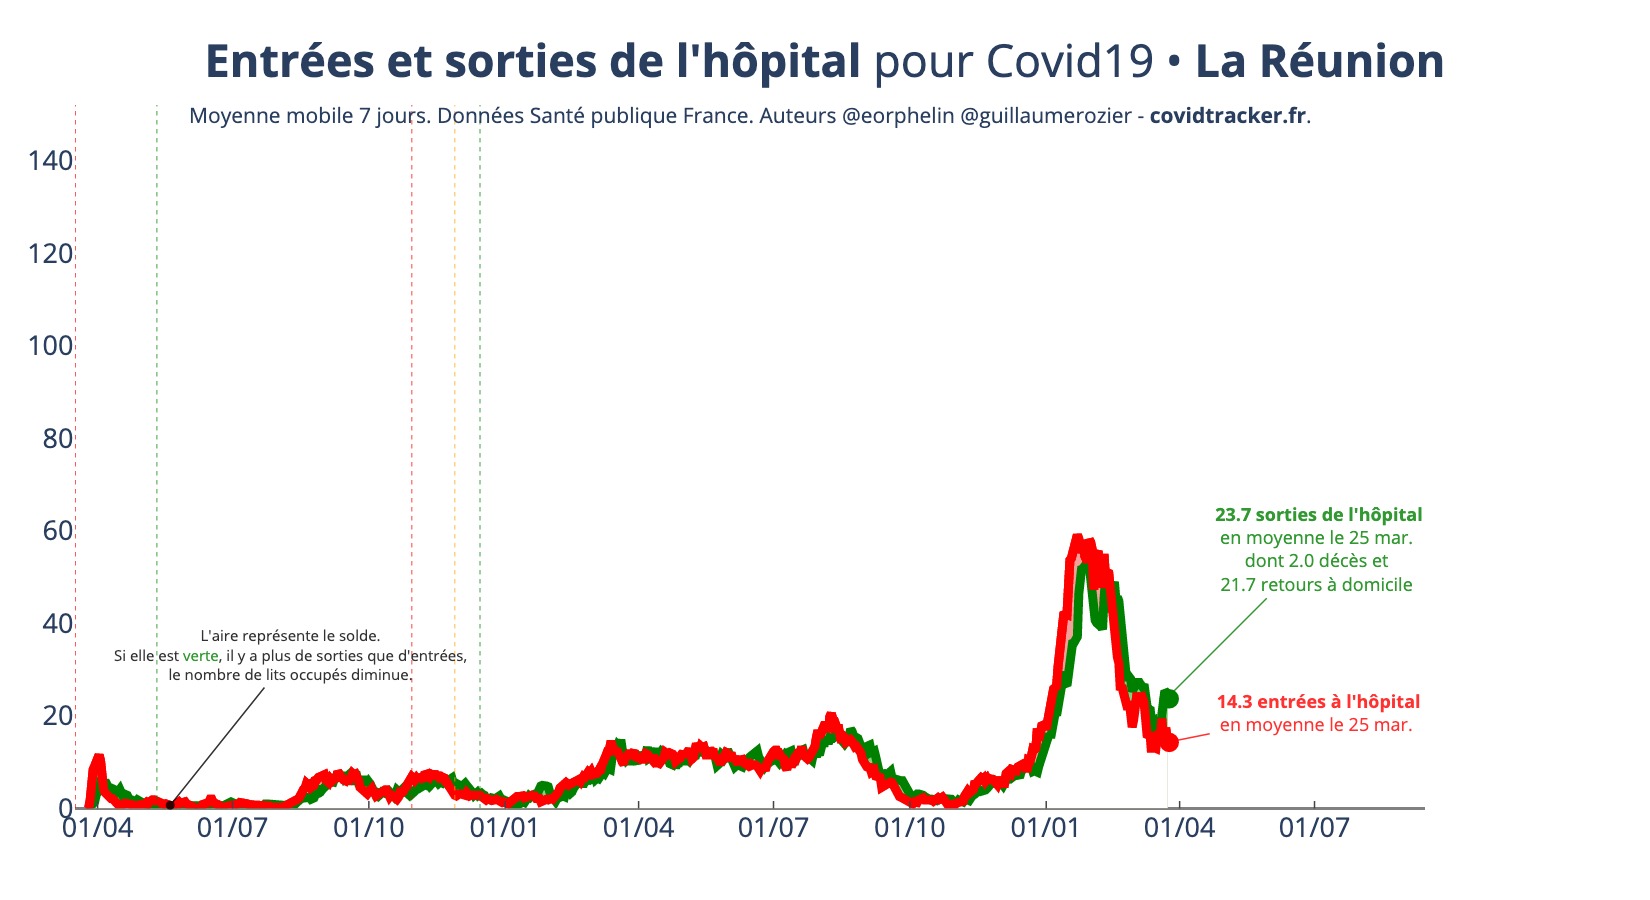 Entrées et sorties de l'hôpital pour Covid19 • La Réunion
Moyenne mobile 7 jours. Données Santé publique France. Auteurs @eorphelin @guillaumerozier - covidtracker.fr.
140
120
100
80
60
40
20
0
23.7 sorties de l'hôpital
en moyenne le 25 mar.
dont 2.0 décès et
21.7 retours à domicile
L'aire représente le solde.
Si elle est verte, il y a plus de sorties que d'entrées,
le nombre de lits occupés diminue.
14.3 entrées à l'hôpital
en moyenne le 25 mar.
01/04 01/07 01/10 01/01 01/04 01/07 01/10 01/01 01/04 01/07